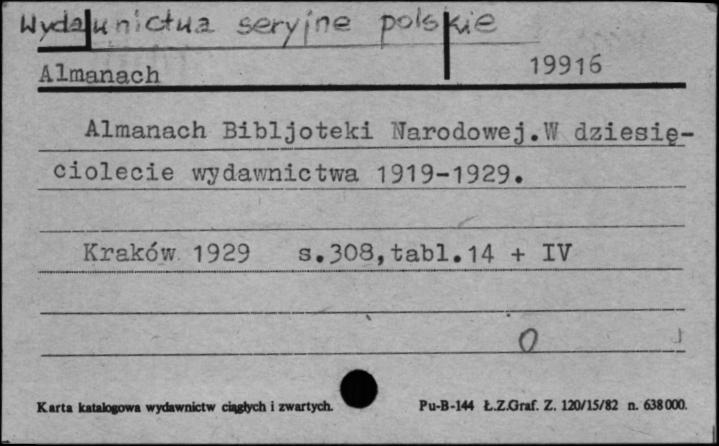 Wydawnictwa seryjne polskie
Almanach 19916
Almanach Bibljoteki Narodowej.W dziesię-
ciolecie wydawnictwa 1919-1929.
Kraków 1929 s.308,tabl.14 + IV
O
Karta katalogowa wydawnictw ciągłych i zwartych. Pu-B-144 Ł.Z.Graf. Z. 120/15/82 n. 638000.